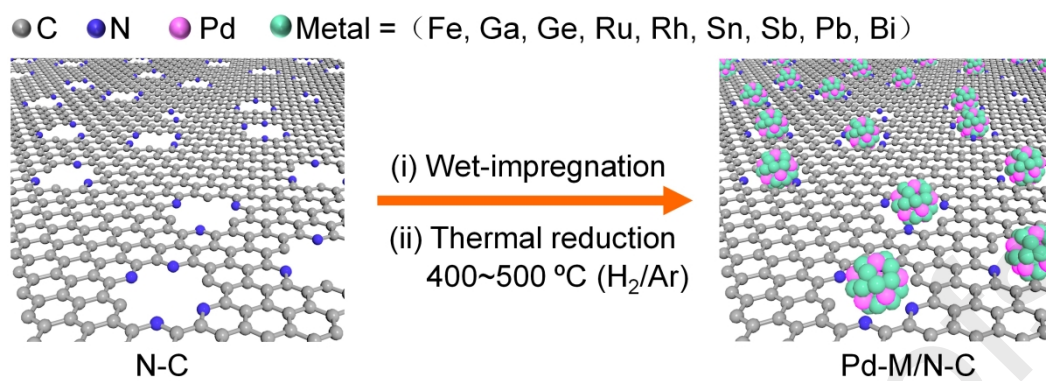 C N Pd Metal =（Fe, Ga, Ge, Ru, Rh, Sn, Sb, Pb, Bi）
(i) Wet-impregnation
(ii) Thermal reduction
400~500 ºC (H₂/Ar)
N-C
Pd-M/N-C